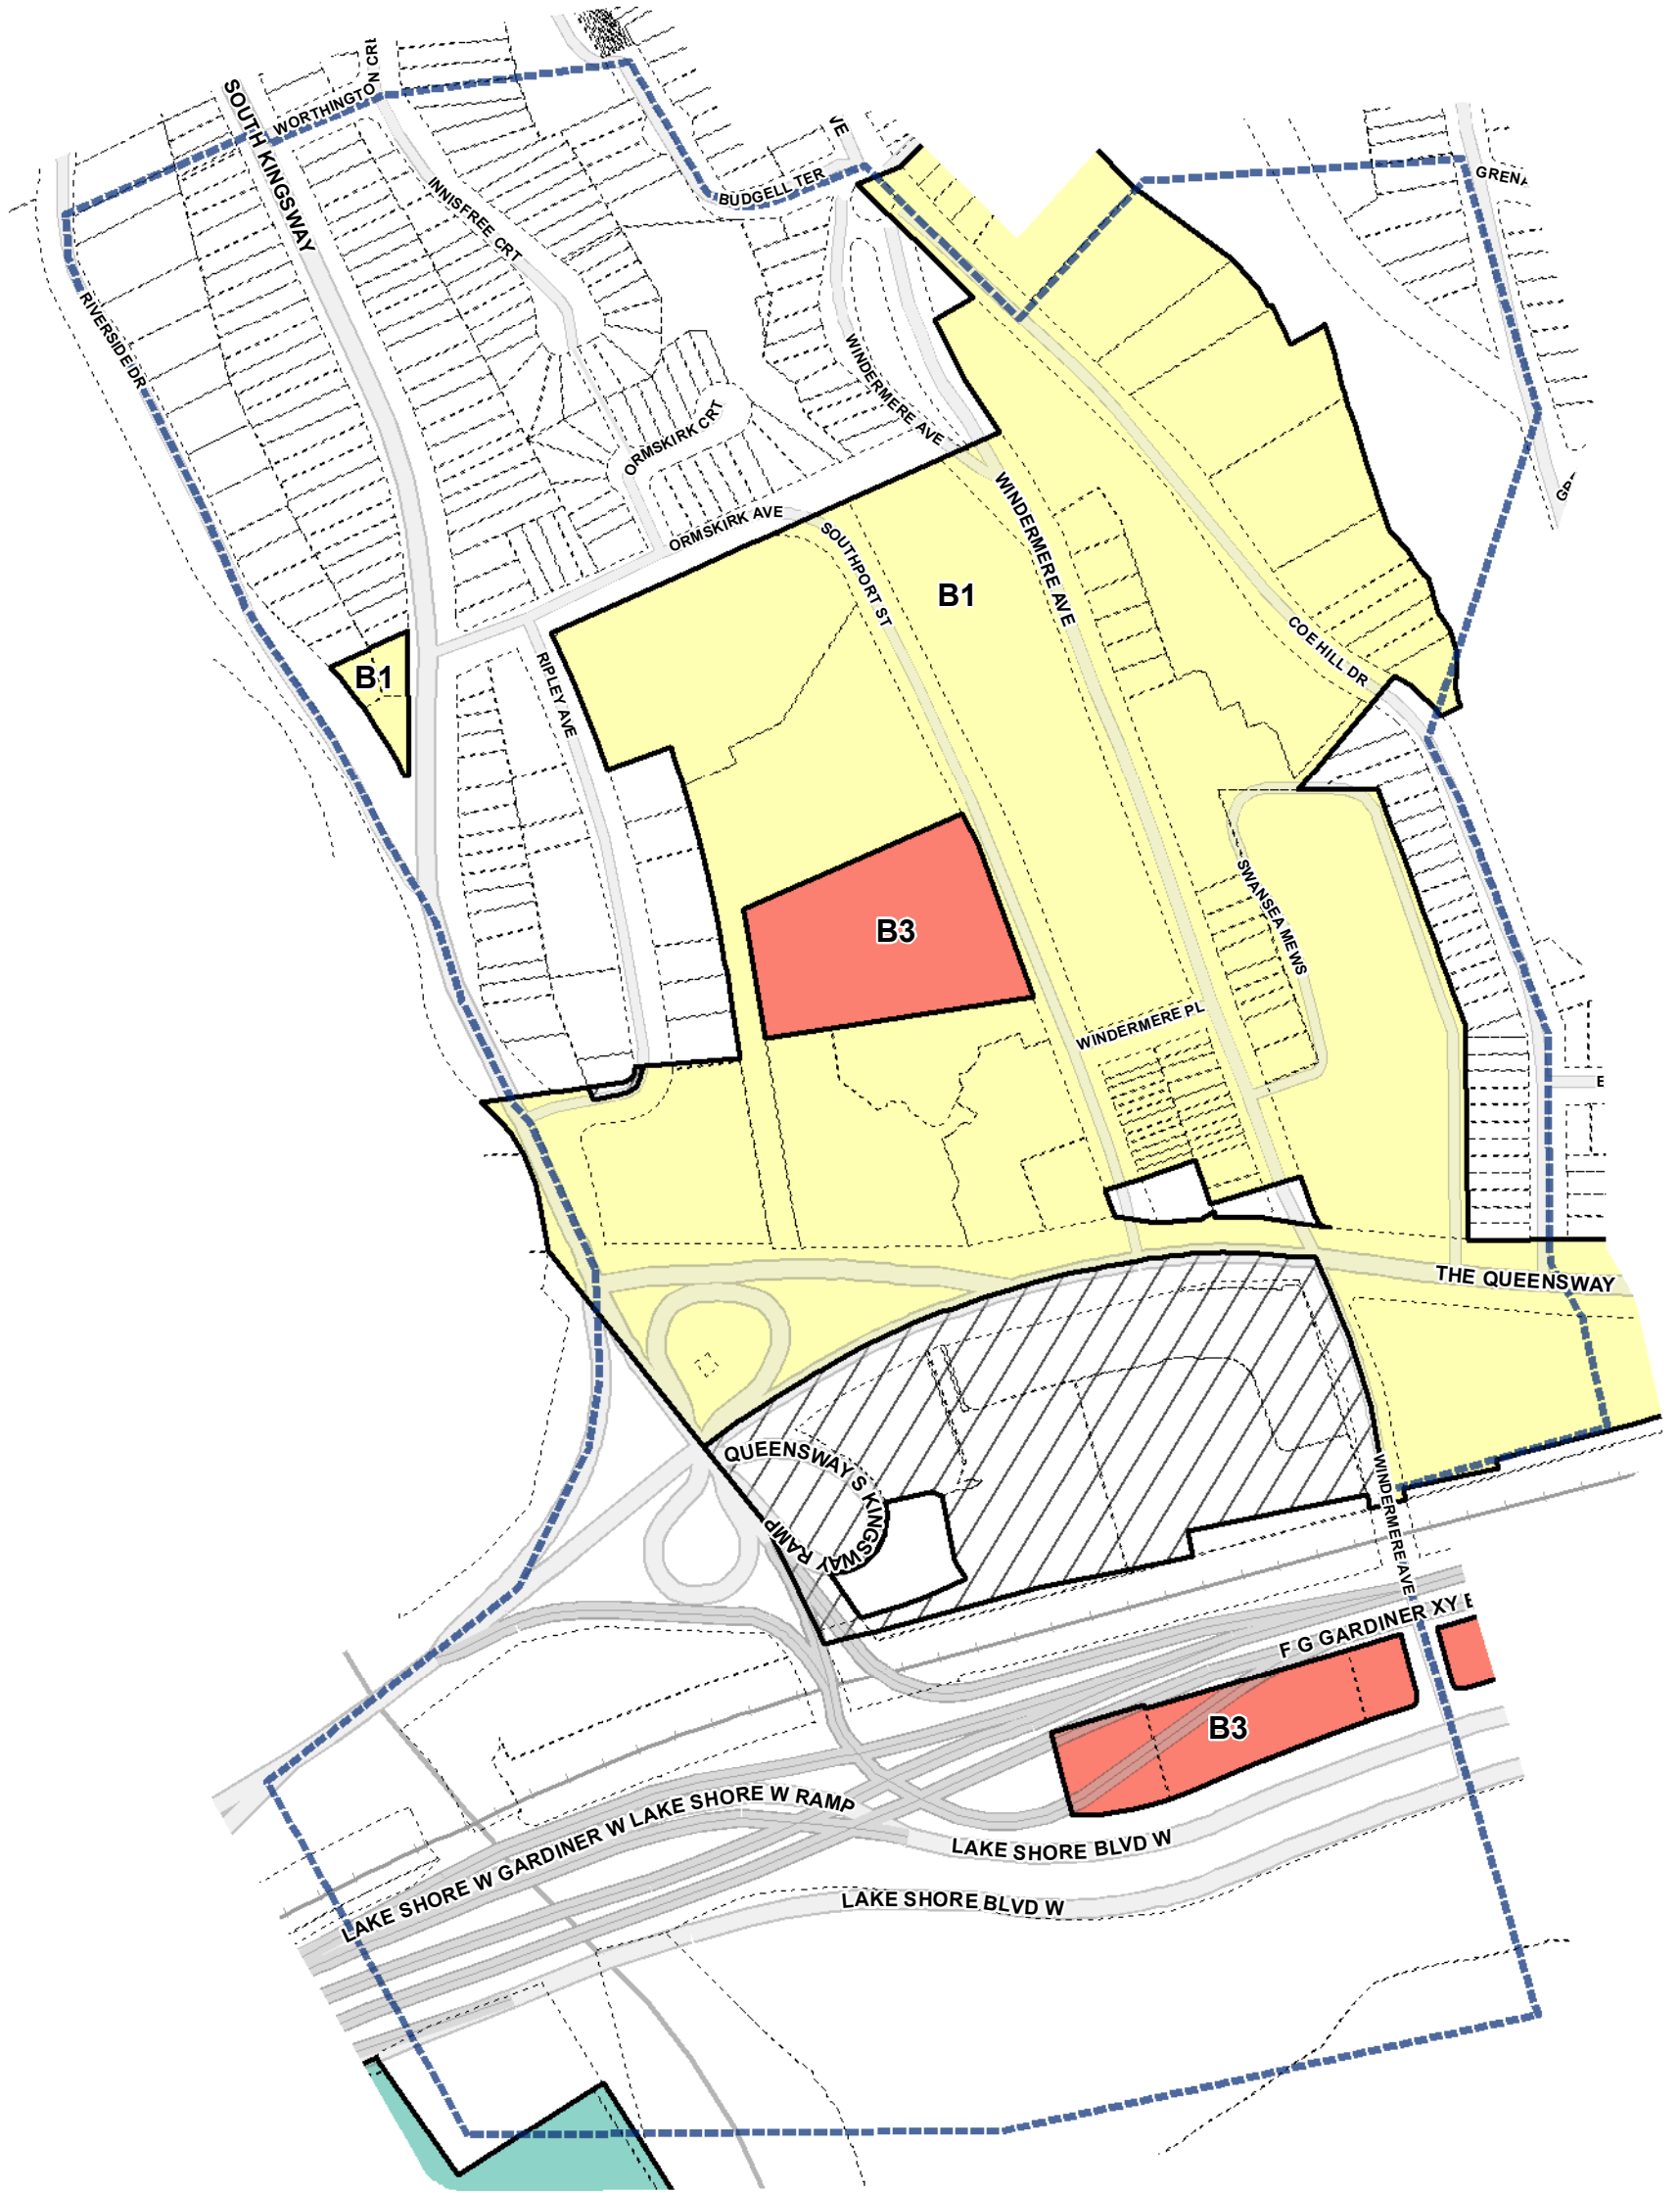 WORTHINGTON CRL
SOUTH KINGSWAY
INNISFREE CRT
BUDGELL TER
VE
GRENA
RIVERSIDE DR
WINDERMERE AVE
ORMSKIRK CRT
ORMSKIRK AVE
SOUTHPORT ST
WINDERMERE AVE
B1
COE HILL DR
B1
RIPLEY AVE
SWANSEA MEWS
B3
WINDERMERE PL
E
THE QUEENSWAY
QUEENSWAY S KINGSWAY RAMP
WINDERMERE AVE
F G GARDINER XY E
B3
LAKE SHORE W GARDINER W LAKE SHORE W RAMP
LAKE SHORE BLVD W
LAKE SHORE BLVD W